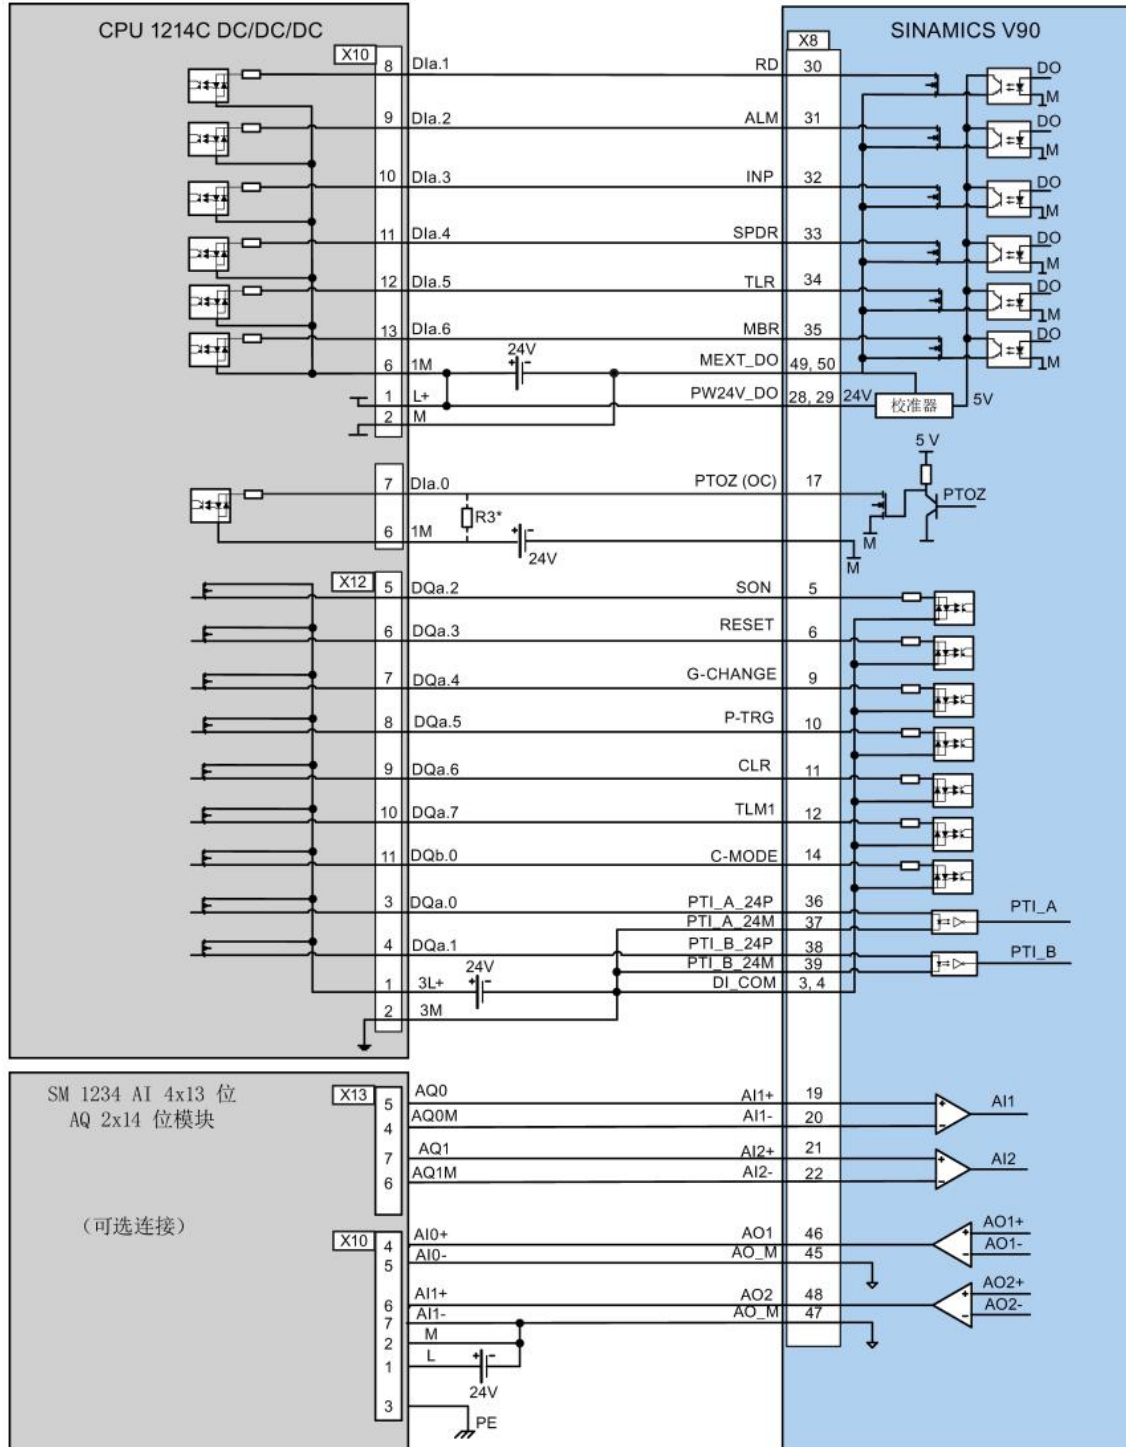 CPU 1214C DC/DC/DC SINAMICS V90
X10 X8
8 DIa.1 RD 30 DO
M
9 DIa.2 ALM 31 DO
M
10 DIa.3 INP 32 DO
M
11 DIa.4 SPDR 33 DO
M
12 DIa.5 TLR 34 DO
M
13 DIa.6 MBR 35 DO
M
24V
+ -
6 1M MEXT_DO 49, 50
1 L+ PW24V_DO 28, 29 24V 校准器 5V
2 M
5 V
7 DIa.0 PTOZ (OC) 17 PTOZ
R3*
+ -
6 1M M
24V M
X12
5 DQa.2 SON 5
6 DQa.3 RESET 6
7 DQa.4 G-CHANGE 9
8 DQa.5 P-TRG 10
9 DQa.6 CLR 11
10 DQa.7 TLM1 12
11 DQb.0 C-MODE 14
3 DQa.0 PTI_A_24P 36 PTI_A
PTI_A_24M 37
4 DQa.1 PTI_B_24P 38 PTI_B
PTI_B_24M 39
24V
+ -
1 3L+ DI_COM 3, 4
2 3M
SM 1234 AI 4x13 位
AQ 2x14 位模块
X13
5 AQ0 AI1+ 19 + AI1
4 AQ0M AI1- 20 -
7 AQ1 AI2+ 21 + AI2
6 AQ1M AI2- 22 -
（可选连接）
X10
4 AI0+ AO1 46 + AO1+
5 AI0- AO_M 45 - AO1-
6 AI1+ AO2 48 + AO2+
7 AI1- AO_M 47 - AO2-
2 M
1 L + -
24V
3 PE